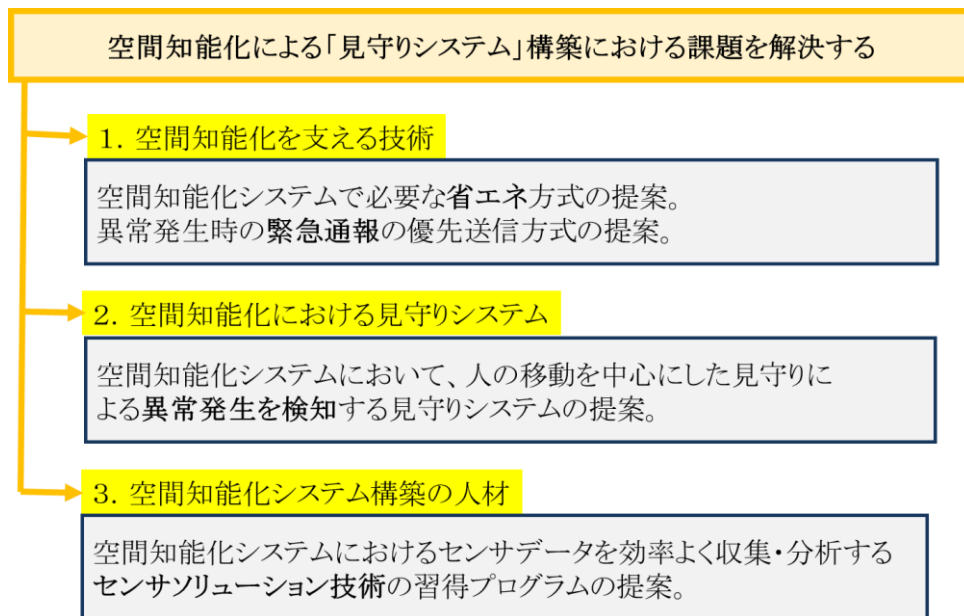 空間知能化による「見守りシステム」構築における課題を解決する
1．空間知能化を支える技術
空間知能化システムで必要な省エネ方式の提案。
異常発生時の緊急通報の優先送信方式の提案。
2．空間知能化における見守りシステム
空間知能化システムにおいて、人の移動を中心にした見守りに
よる異常発生を検知する見守りシステムの提案。
3．空間知能化システム構築の人材
空間知能化システムにおけるセンサデータを効率よく収集・分析する
センサソリューション技術の習得プログラムの提案。